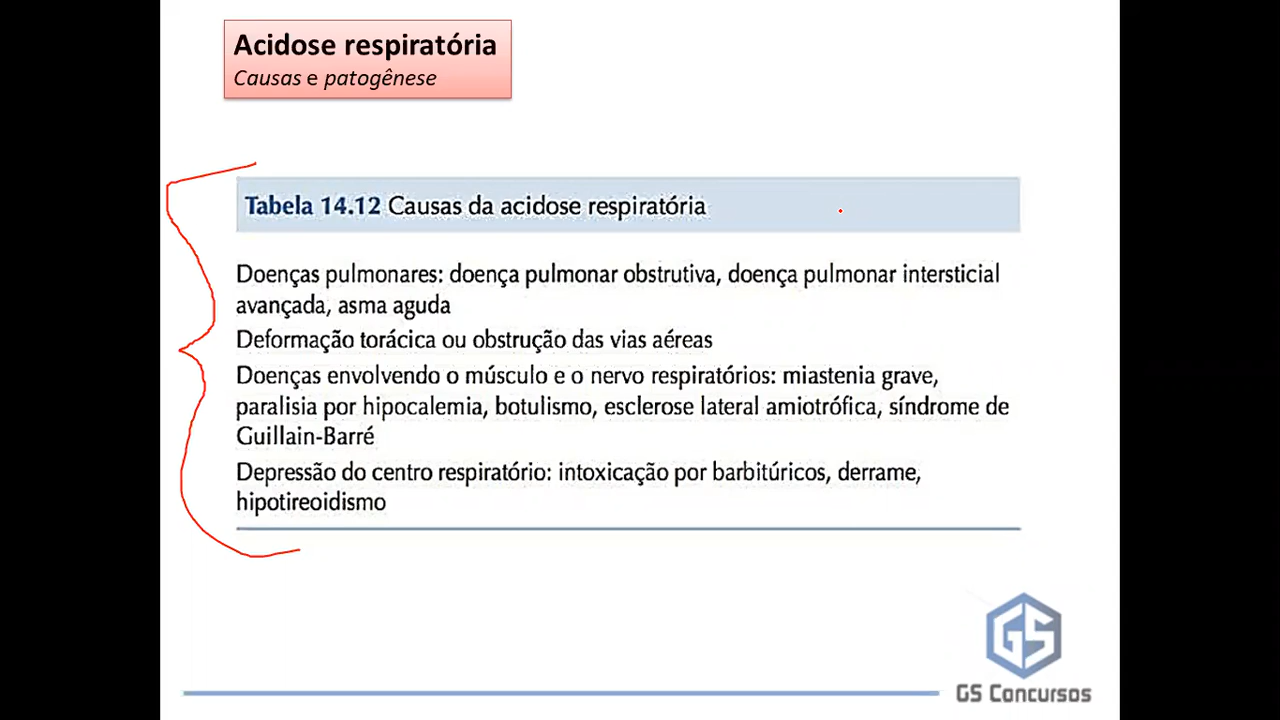 Acidose respiratória
Causas e patogênese
Tabela 14.12 Causas da acidose respiratória
Doenças pulmonares: doença pulmonar obstrutiva, doença pulmonar intersticial
avançada, asma aguda
Deformação torácica ou obstrução das vias aéreas
Doenças envolvendo o músculo e o nervo respiratórios: miastenia grave,
paralisia por hipocalemia, botulismo, esclerose lateral amiotrófica, síndrome de
Guillain-Barré
Depressão do centro respiratório: intoxicação por barbitúricos, derrame,
hipotireoidismo
GS
GS Concursos